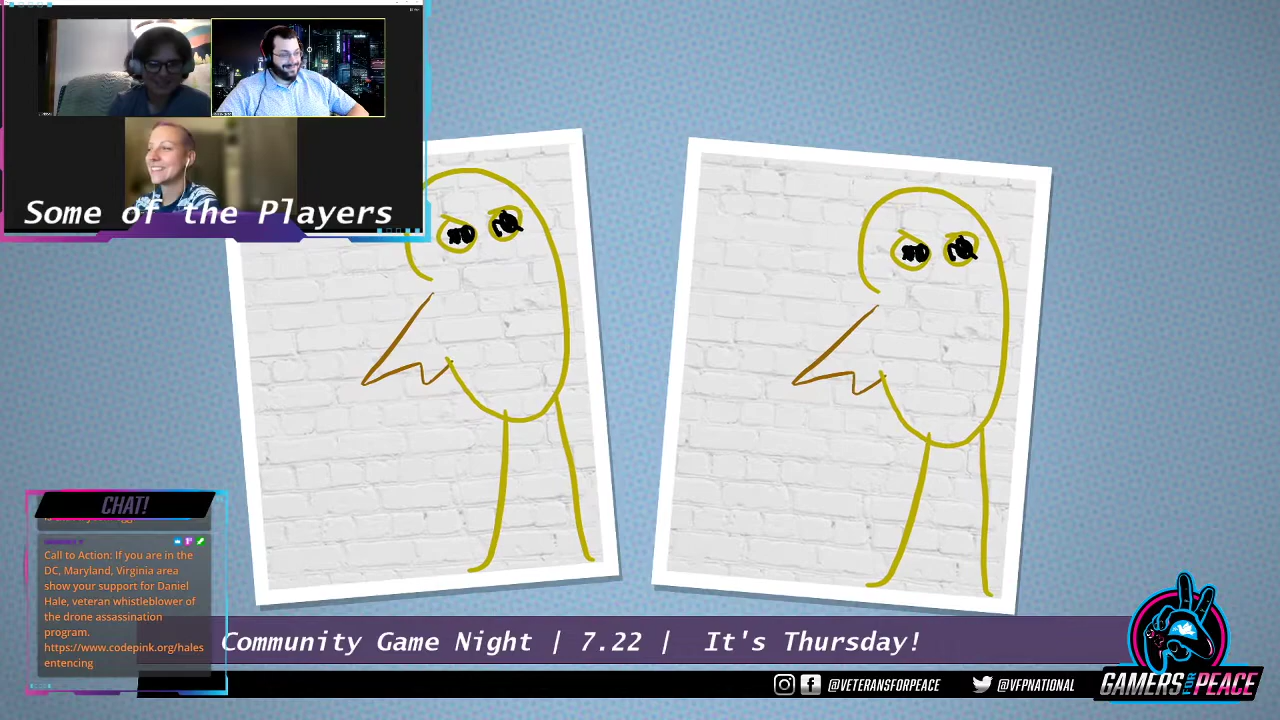 Some of the Players
CHAT!
Call to Action: If you are in the
DC, Maryland, Virginia area
show your support for Daniel
Hale, veteran whistleblower of
the drone assassination
program.
https://www.codepink.org/hales
entencing
Community Game Night | 7.22 | It's Thursday!
@VETERANSFORPEACE
@VFPNATIONAL
GAMERS FOR PEACE